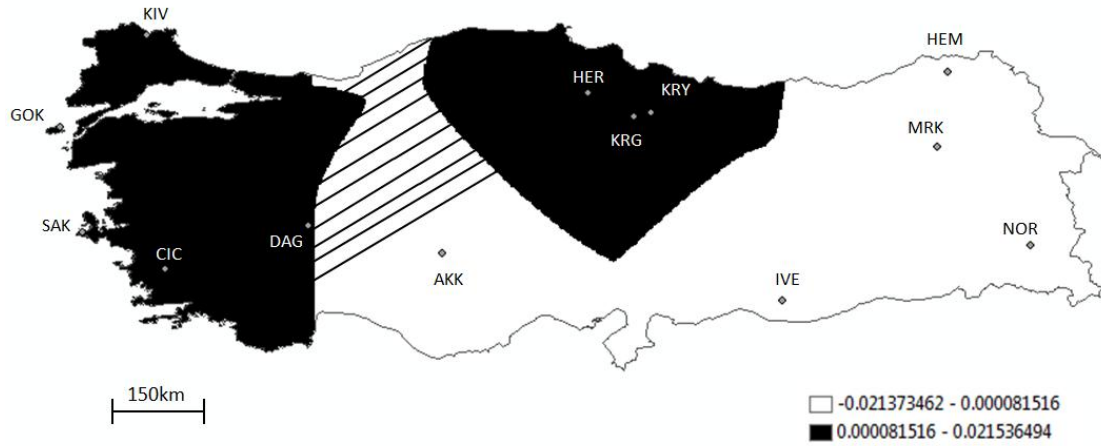 KIV
HEM
HER
KRY
GOK
KRG
MRK
SAK
DAG
NOR
CIC
AKK
IVE
150km
-0.021373462 - 0.000081516
0.000081516 - 0.021536494